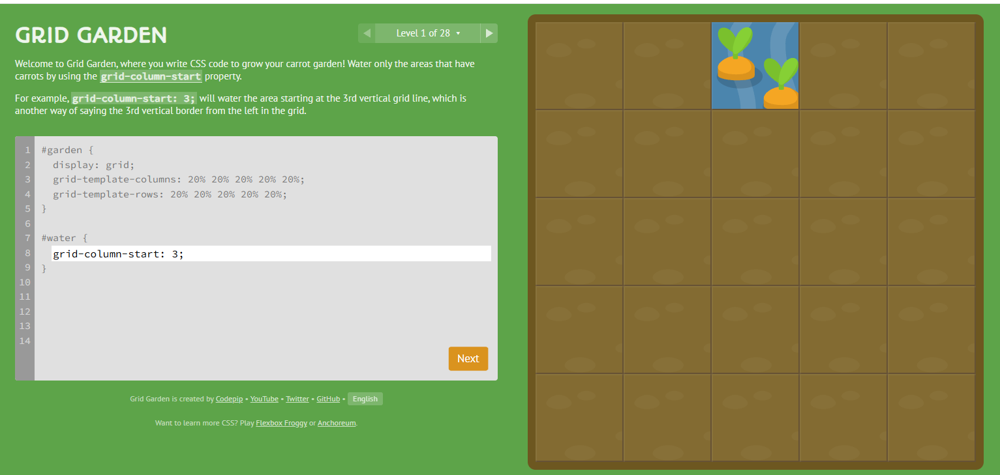 GRID GARDEN
◀ Level 1 of 28 ▾ ▶
Welcome to Grid Garden, where you write CSS code to grow your carrot garden! Water only the areas that have
carrots by using the grid-column-start property.
For example, grid-column-start: 3; will water the area starting at the 3rd vertical grid line, which is
another way of saying the 3rd vertical border from the left in the grid.
1 #garden {
2 display: grid;
3 grid-template-columns: 20% 20% 20% 20% 20%;
4 grid-template-rows: 20% 20% 20% 20% 20%;
5 }
6
7 #water {
8 grid-column-start: 3;
9 }
10
11
12
13
14
Next
Grid Garden is created by Codepip • YouTube • Twitter • GitHub • English
Want to learn more CSS? Play Flexbox Froggy or Anchoreum.